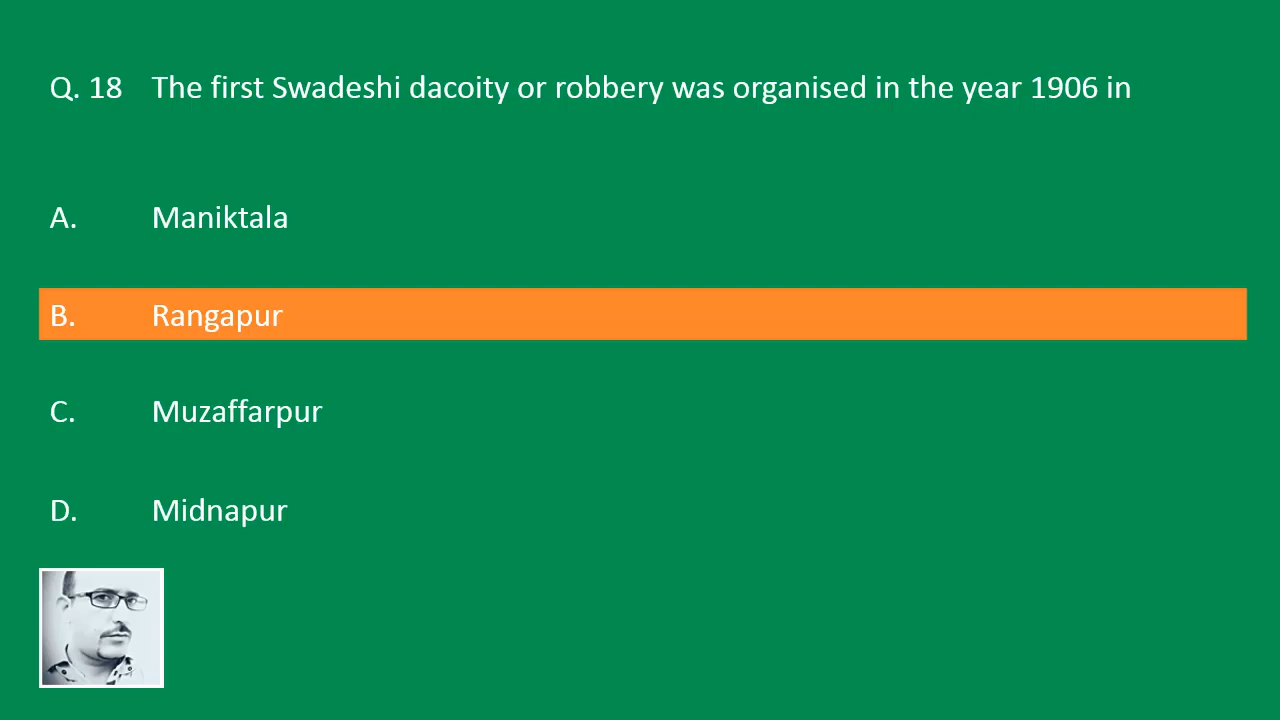 Q. 18 The first Swadeshi dacoity or robbery was organised in the year 1906 in
A. Maniktala
B. Rangapur
C. Muzaffarpur
D. Midnapur